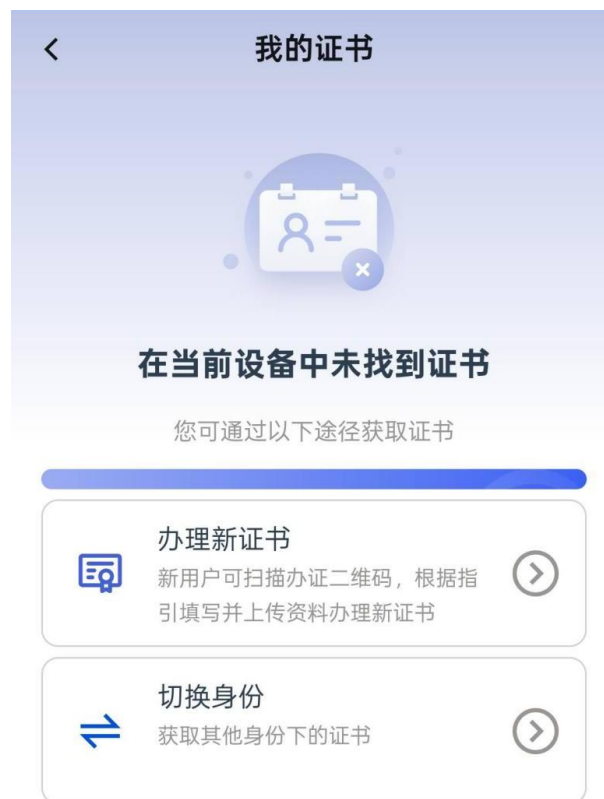 我的证书
在当前设备中未找到证书
您可通过以下途径获取证书
办理新证书
新用户可扫描办证二维码，根据指
引填写并上传资料办理新证书
切换身份
获取其他身份下的证书